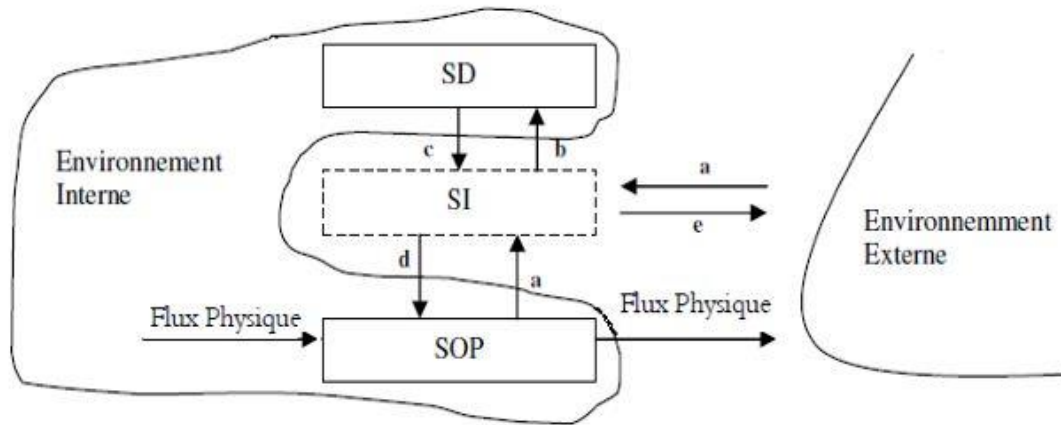 SD
c
b
Environnement
Interne
a
SI
e
Environnemment
Externe
d
a
Flux Physique
Flux Physique
SOP